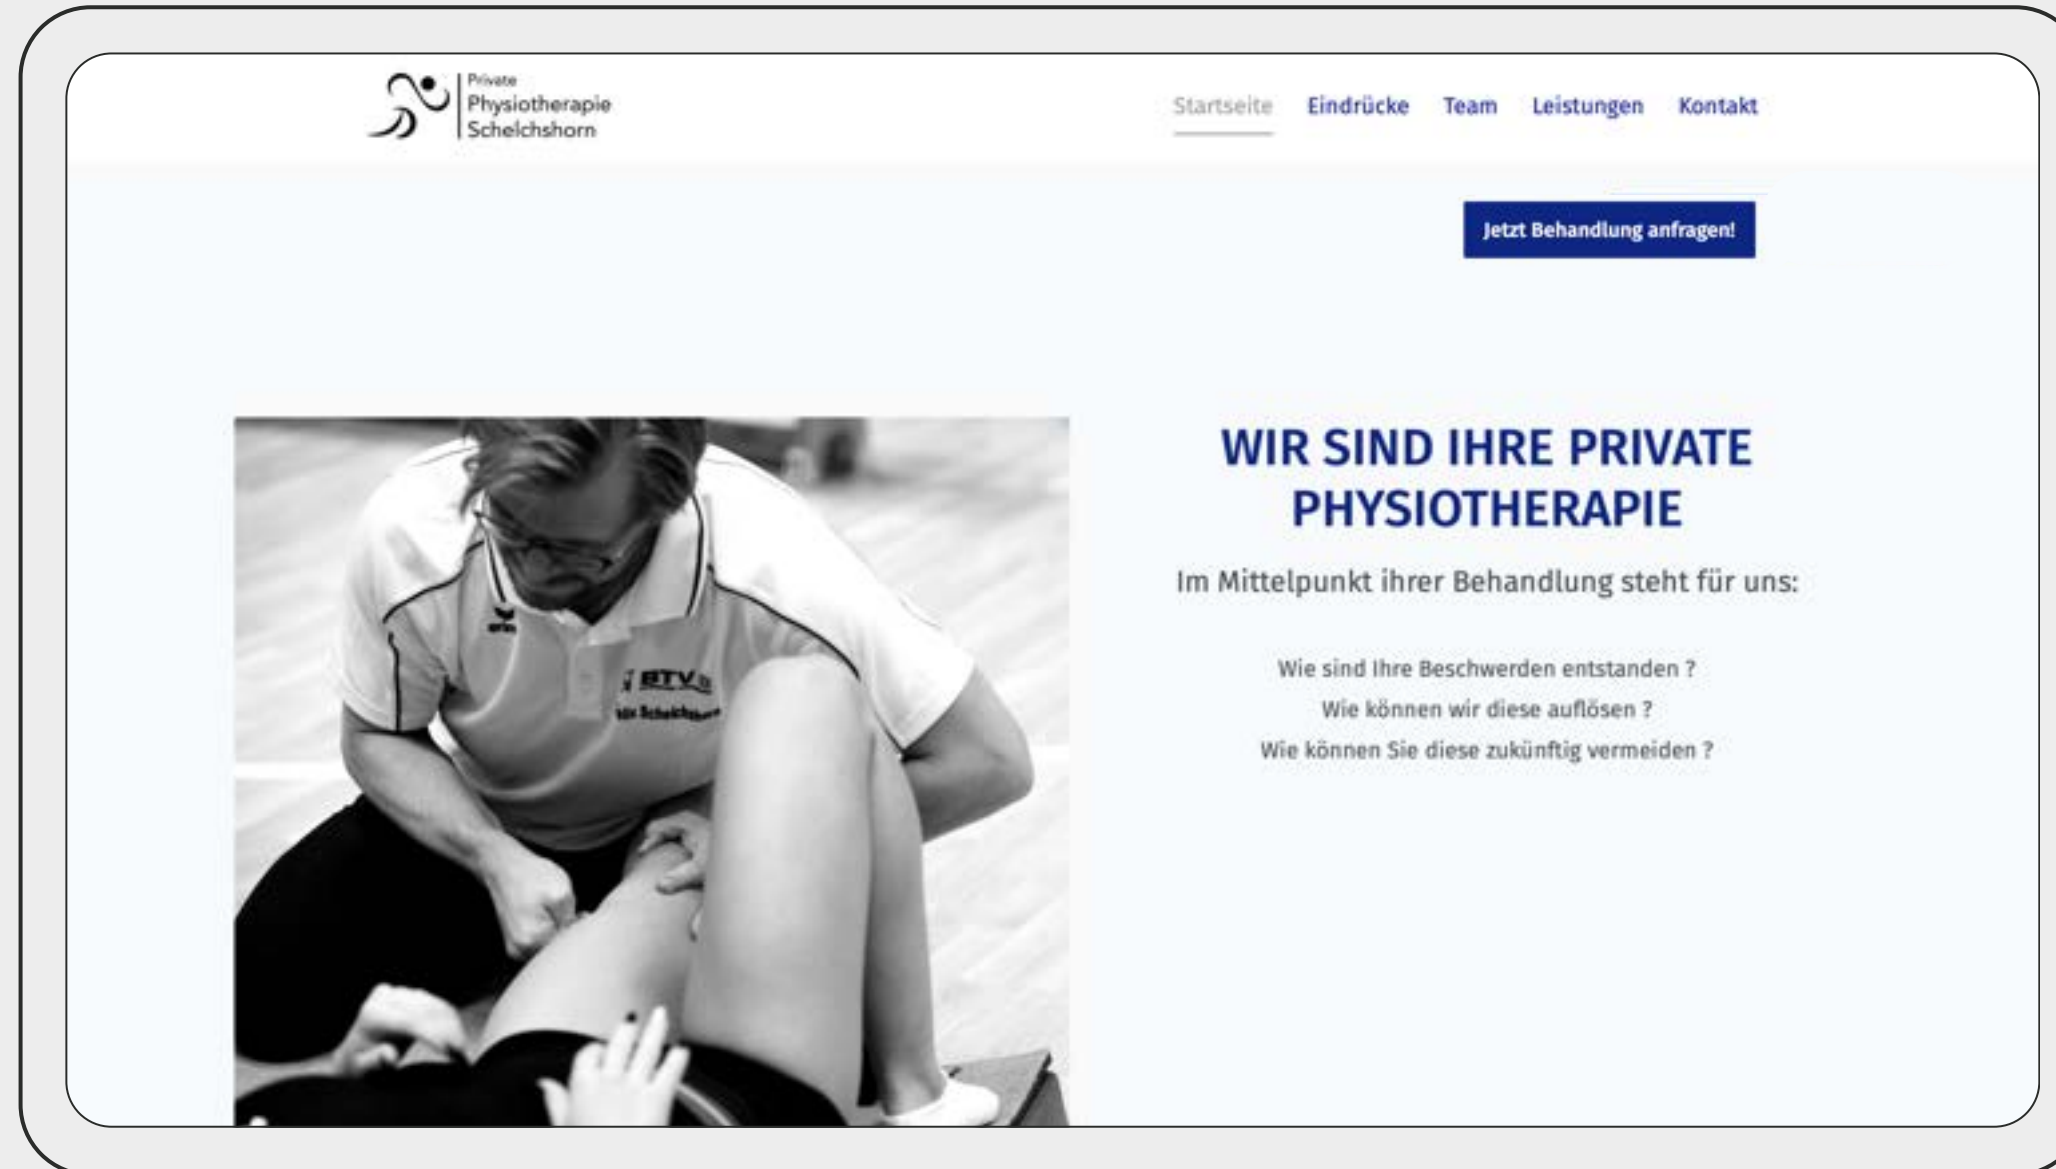 Private
Physiotherapie
Schelchshorn
Startseite Eindrücke Team Leistungen Kontakt
Jetzt Behandlung anfragen!
WIR SIND IHRE PRIVATE
PHYSIOTHERAPIE
Im Mittelpunkt ihrer Behandlung steht für uns:
Wie sind Ihre Beschwerden entstanden ?
Wie können wir diese auflösen ?
Wie können Sie diese zukünftig vermeiden ?
erima
BTV
Schelchshorn